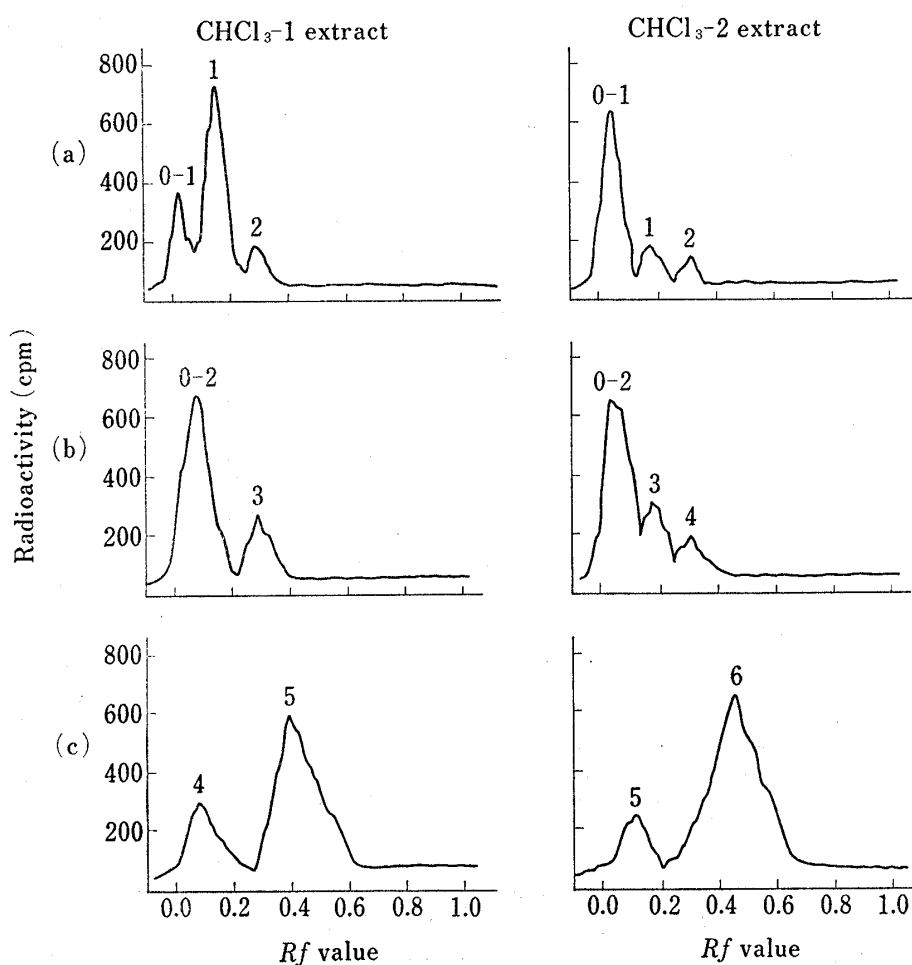 CHCl₃-1 extract
CHCl₃-2 extract
Radioactivity (cpm)
(a)
800
600
400
200
0-1
1
2
0-1
1
2
(b)
800
600
400
200
0-2
3
0-2
3
4
(c)
800
600
400
200
4
5
5
6
0.0 0.2 0.4 0.6 0.8 1.0
0.0 0.2 0.4 0.6 0.8 1.0
Rf value
Rf value